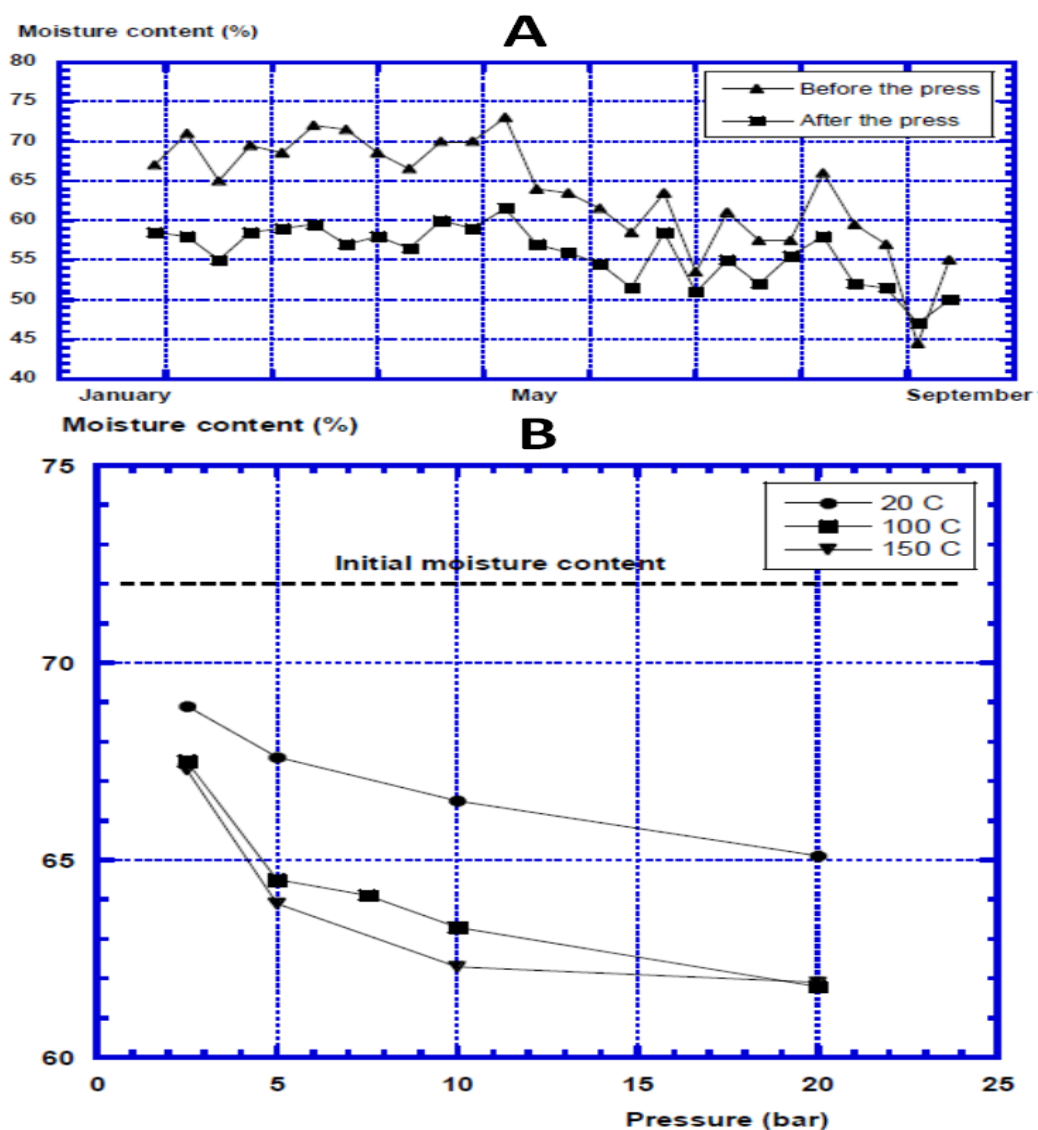 Moisture content (%)
A
80
75
70
65
60
55
50
45
40
Before the press
After the press
January May September
Moisture content (%)
B
75
70
65
60
20 C
100 C
150 C
Initial moisture content
0 5 10 15 20 25
Pressure (bar)